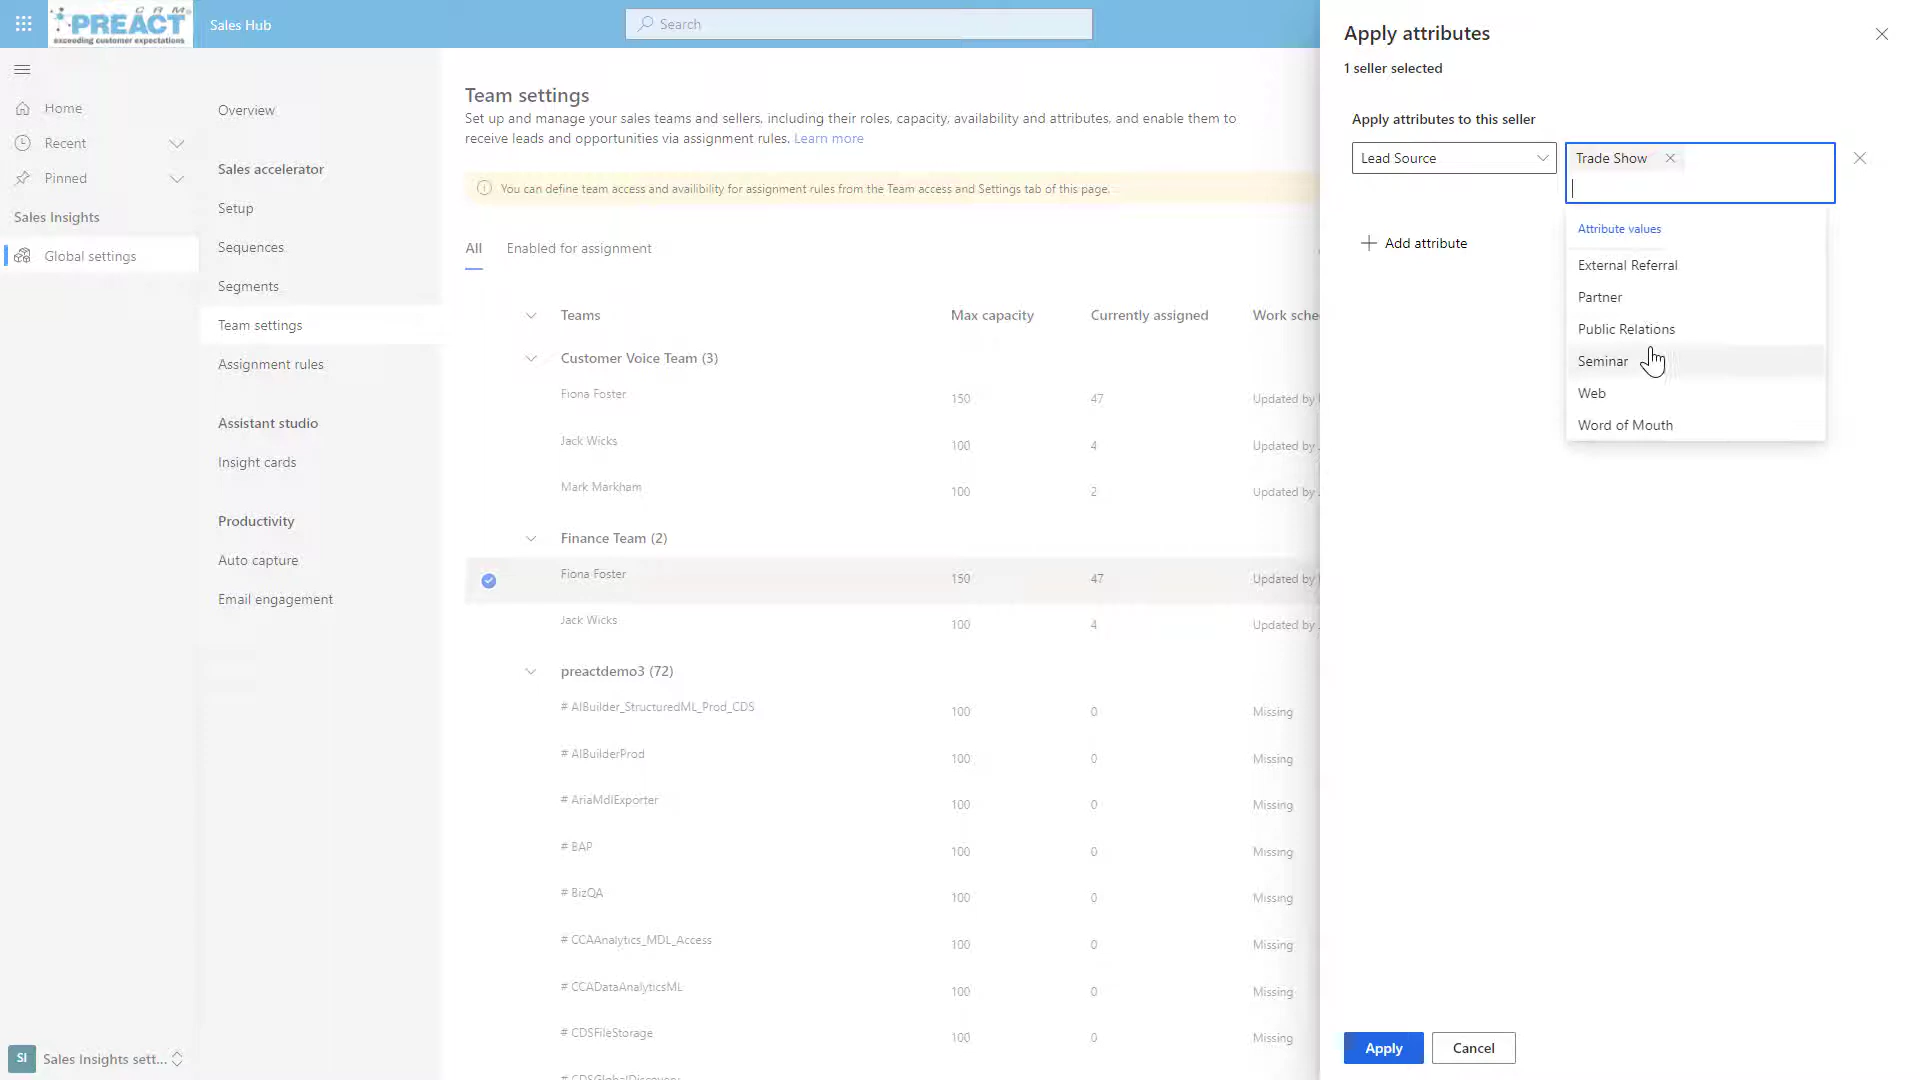 CRM
PREACT
exceeding customer expectations
Sales Hub
Search
Home
Recent
Pinned
Sales Insights
Global settings
SI
Sales Insights sett...
Overview
Sales accelerator
Setup
Sequences
Segments
Team settings
Assignment rules
Assistant studio
Insight cards
Productivity
Auto capture
Email engagement
Team settings
Set up and manage your sales teams and sellers, including their roles, capacity, availability and attributes, and enable them to
receive leads and opportunities via assignment rules. Learn more
You can define team access and availibility for assignment rules from the Team access and Settings tab of this page.
All Enabled for assignment
Teams Max capacity Currently assigned Work sche
Customer Voice Team (3)
Fiona Foster 150 47 Updated by
Jack Wicks 100 4 Updated by
Mark Markham 100 2 Updated by
Finance Team (2)
Fiona Foster 150 47 Updated by
Jack Wicks 100 4 Updated by
preactdemo3 (72)
# AIBuilder_StructuredML_Prod_CDS 100 0 Missing
# AIBuilderProd 100 0 Missing
# AriaMdlExporter 100 0 Missing
# BAP 100 0 Missing
# BizQA 100 0 Missing
# CCAAnalytics_MDL_Access 100 0 Missing
# CCADataAnalyticsML 100 0 Missing
# CDSFileStorage 100 0 Missing
# CDSGlobalDiscovery
Apply attributes
1 seller selected
Apply attributes to this seller
Lead Source Trade Show
Add attribute
Attribute values
External Referral
Partner
Public Relations
Seminar
Web
Word of Mouth
Apply Cancel